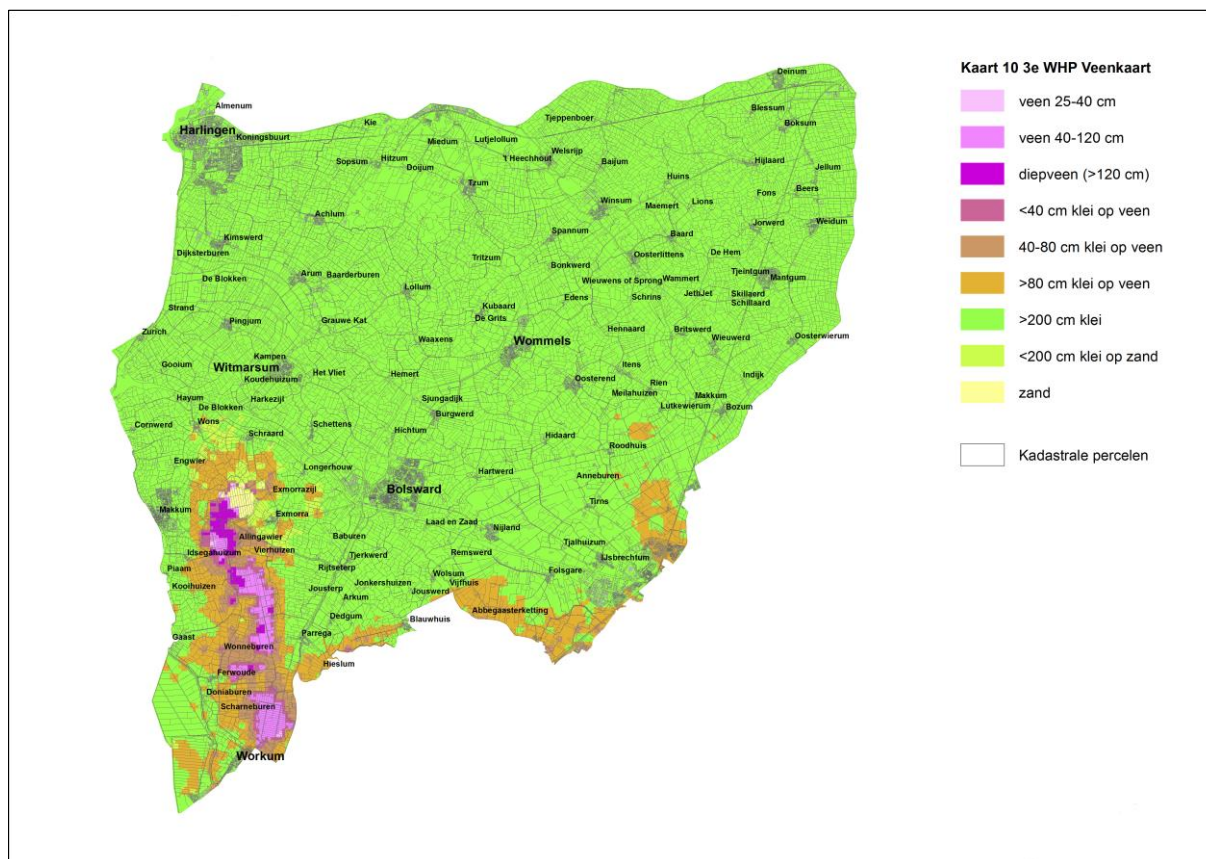 Kaart 10 3e WHP Veenkaart
veen 25-40 cm
veen 40-120 cm
diepveen (>120 cm)
<40 cm klei op veen
40-80 cm klei op veen
>80 cm klei op veen
>200 cm klei
<200 cm klei op zand
zand
Kadastrale percelen
Deinum
Almenum
Blessum
Tjeppenboer
Kie
Boksum
Harlingen
Koningsbuurt
Miedum
Lutjelollum
Welsrijp
Sopsum
Hitzum
't Heechhout
Baijum
Hijlaard
Doijum
Jellum
Huins
Tzum
Beers
Fons
Winsum
Maemert
Lions
Achlum
Jorwerd
Weidum
Kimswerd
Spannum
Baard
Dijksterburen
Oosterlittens
De Hem
Tritzum
Bonkwerd
Tjeintgum
Arum
Baarderburen
Mantgum
De Blokken
Wieuwens of Sprong
Wammert
Lollum
Edens
Schrins
JethJet
Skillaerd
Schillaard
Strand
Kubaard
De Grits
Pingjum
Grauwe Kat
Zurich
Hennaard
Britswerd
Waaxens
Wommels
Wieuwerd
Oosterwierum
Kampen
Gooium
Witmarsum
Het Vliet
Hemert
Itens
Koudehuizum
Indijk
Oosterend
Rien
Meilahuizen
Makkum
Hayum
Harkezijl
Sjungadijk
Lutkewierum
Bozum
De Blokken
Burgwerd
Cornwerd
Wons
Schettens
Schraard
Hichtum
Hidaard
Roodhuis
Engwier
Longerhouw
Hartwerd
Anneburen
Exmorrazijl
Bolsward
Tirns
Makkum
Exmorra
Laad en Zaad
Nijland
Allingawier
Baburen
Tjalhuizum
Idsegahuizum
Vierhuizen
Tjerkwerd
Remswerd
IJsbrechtum
Piaam
Rijtseterp
Wolsum
Folsgare
Kooihuizen
Jousterp
Jonkershuizen
Vijfhuis
Jouswerd
Arkum
Abbegaasterketting
Dedgum
Blauwhuis
Gaast
Parrega
Wonneburen
Hieslum
Ferwoude
Doniaburen
Scharneburen
Workum